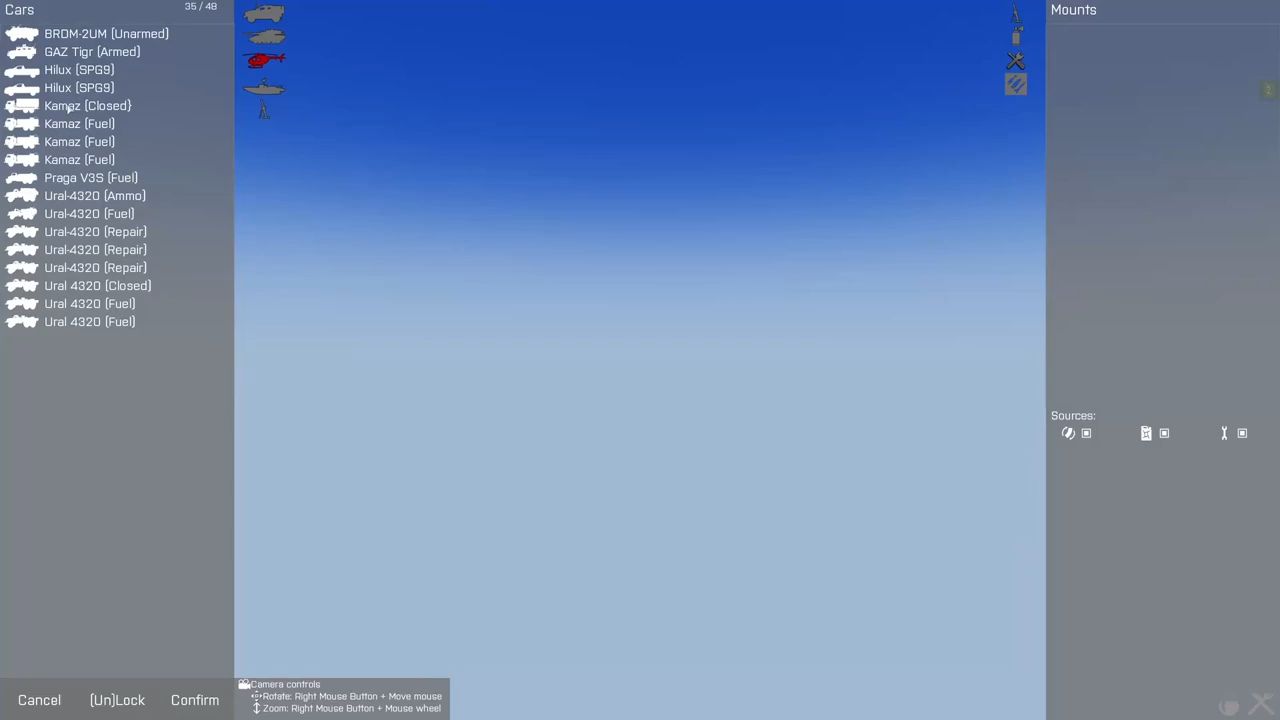 Cars
35 / 48
BRDM-2UM (Unarmed)
GAZ Tigr (Armed)
Hilux (SPG9)
Hilux (SPG9)
Kamaz (Closed}
Kamaz (Fuel)
Kamaz (Fuel)
Kamaz (Fuel)
Praga V3S (Fuel)
Ural-4320 (Ammo)
Ural-4320 (Fuel)
Ural-4320 (Repair)
Ural-4320 (Repair)
Ural-4320 (Repair)
Ural 4320 (Closed)
Ural 4320 (Fuel)
Ural 4320 (Fuel)
Cancel
(Un)Lock
Confirm
Camera controls
Rotate: Right Mouse Button + Move mouse
Zoom: Right Mouse Button + Mouse wheel
Mounts
2
Sources: